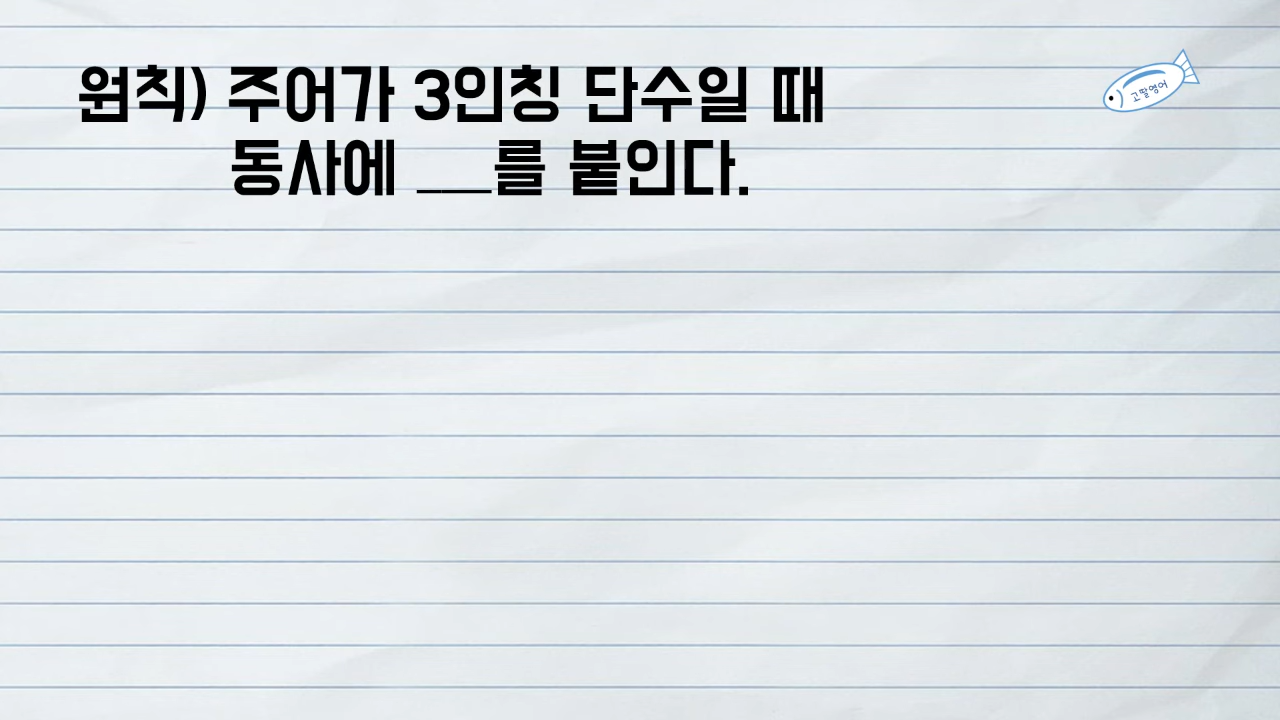 원칙) 주어가 3인칭 단수일 때
동사에 ___를 붙인다.
고팔영어